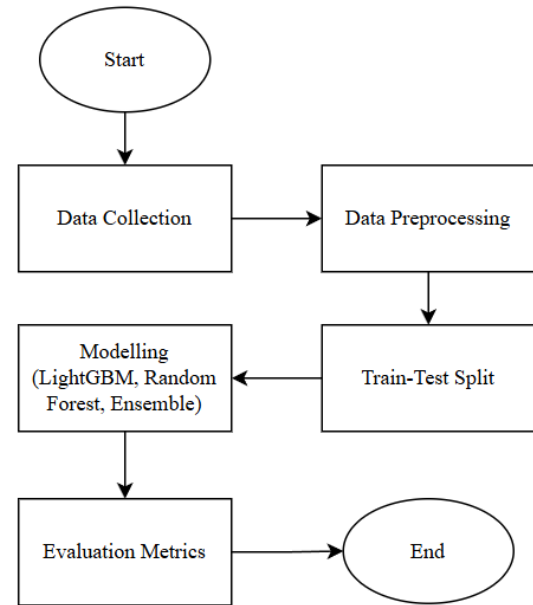 Start
Data Collection
Data Preprocessing
Train-Test Split
Modelling
(LightGBM, Random
Forest, Ensemble)
Evaluation Metrics
End